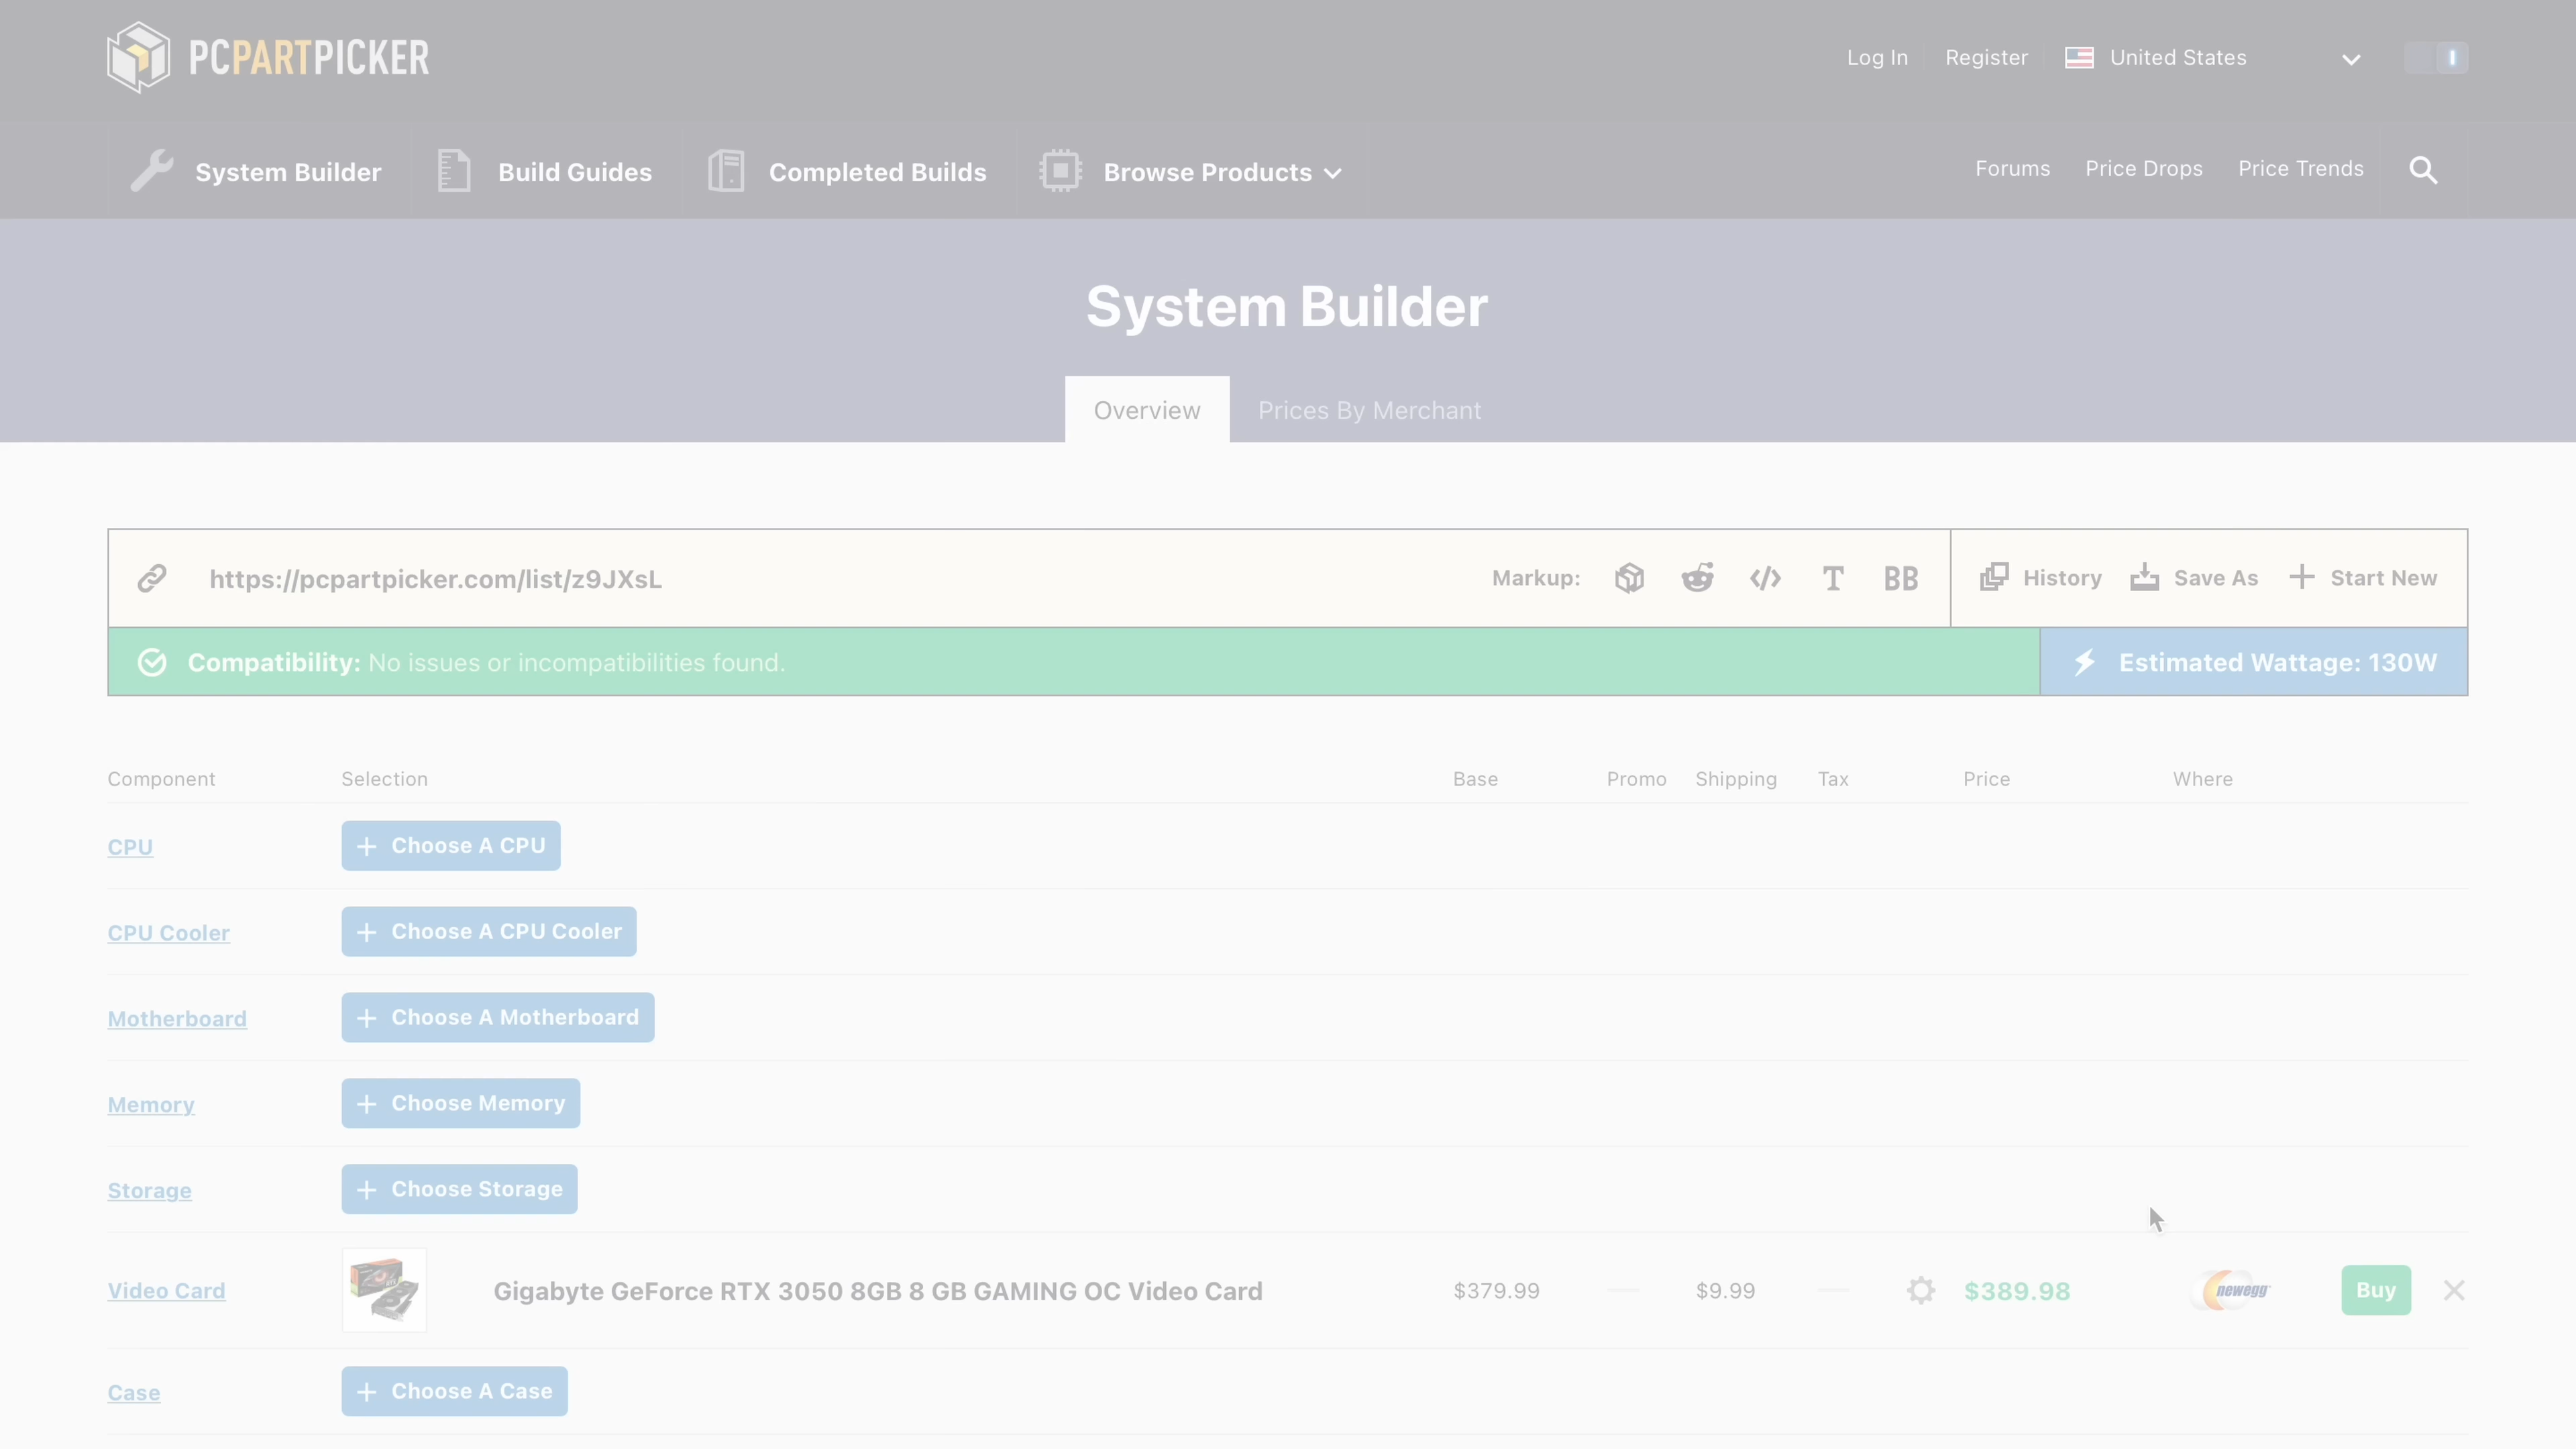 PCPARTPICKER
Log In Register United States
System Builder Build Guides Completed Builds Browse Products
Forums Price Drops Price Trends
System Builder
Overview Prices By Merchant
https://pcpartpicker.com/list/z9JXsL Markup: T BB History Save As Start New
Compatibility: No issues or incompatibilities found. Estimated Wattage: 130W
Component Selection Base Promo Shipping Tax Price Where
CPU + Choose A CPU
CPU Cooler + Choose A CPU Cooler
Motherboard + Choose A Motherboard
Memory + Choose Memory
Storage + Choose Storage
Video Card Gigabyte GeForce RTX 3050 8GB 8 GB GAMING OC Video Card $379.99 — $9.99 — $389.98 newegg Buy
Case + Choose A Case